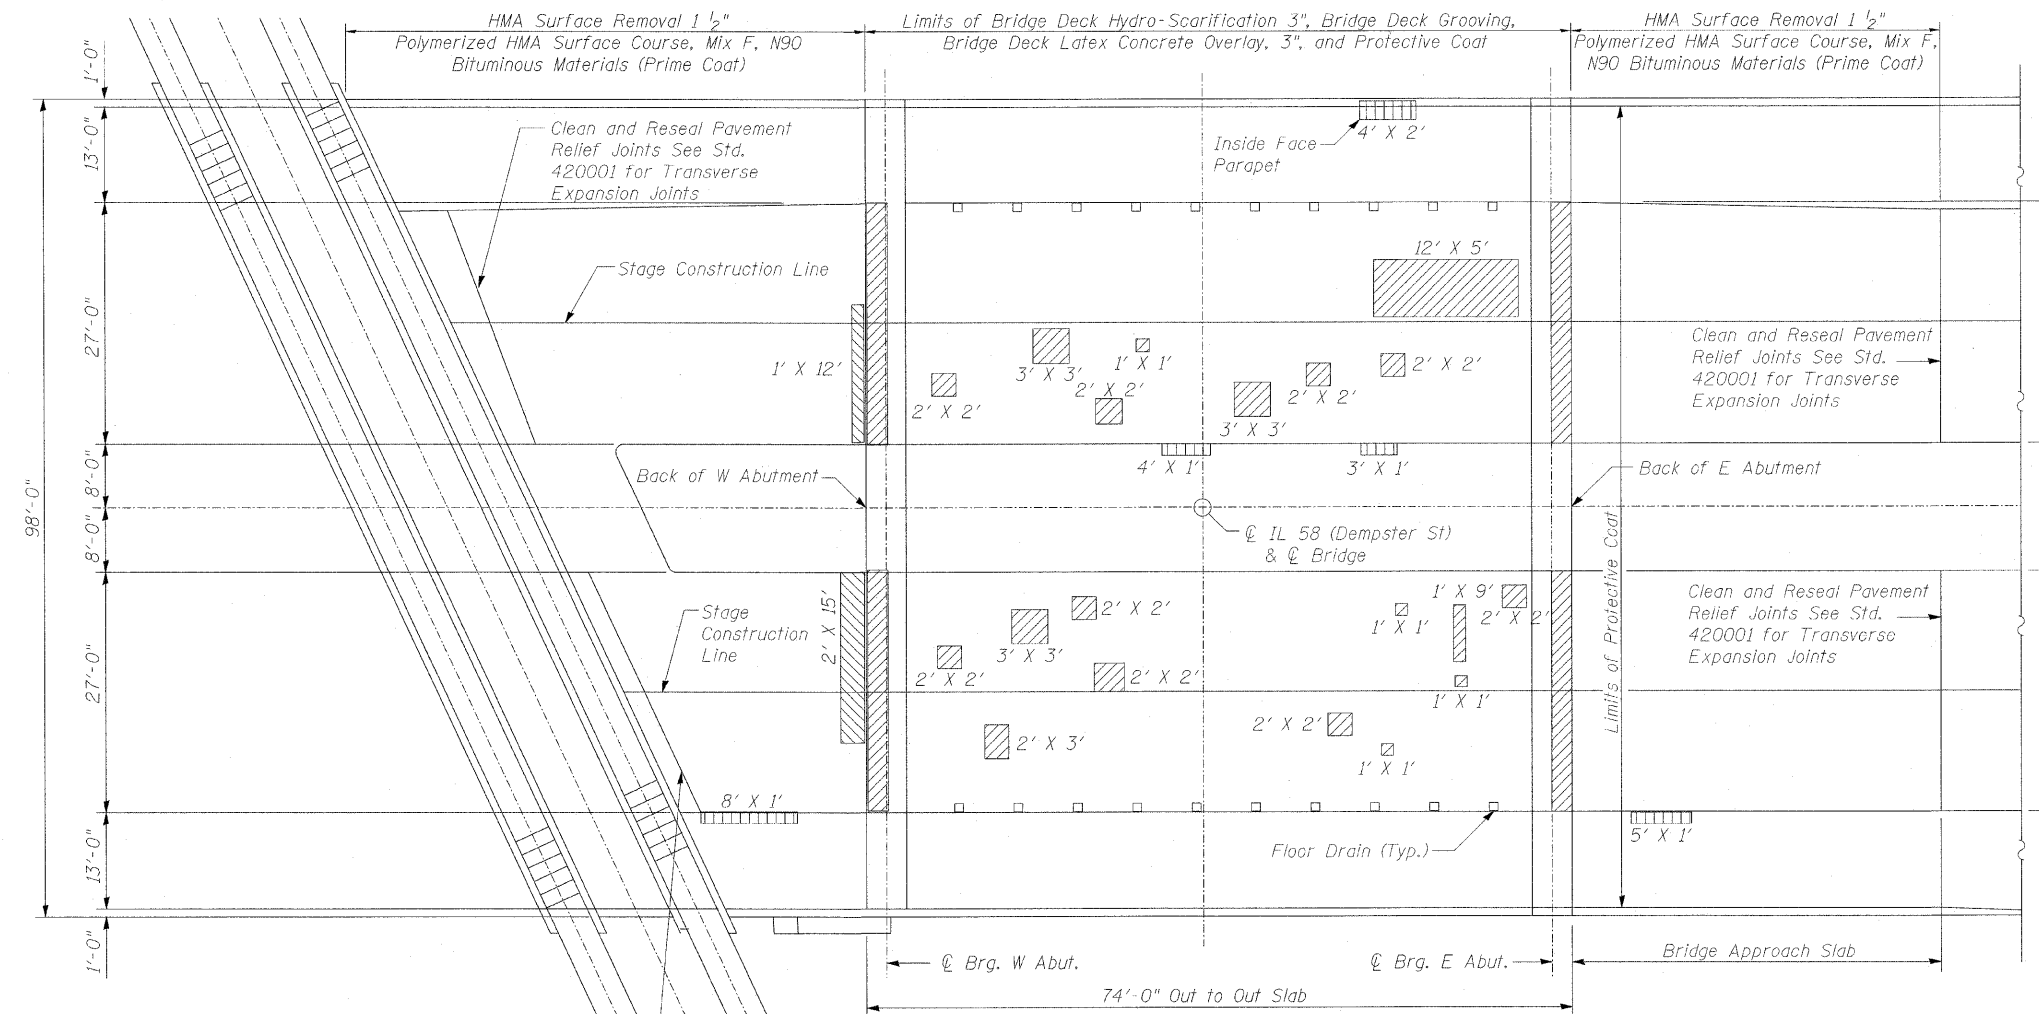 HMA Surface Removal 1 1/2"
Polymerized HMA Surface Course, Mix F, N90
Bituminous Materials (Prime Coat)
Limits of Bridge Deck Hydro-Scarification 3", Bridge Deck Grooving,
Bridge Deck Latex Concrete Overlay, 3", and Protective Coat
HMA Surface Removal 1 1/2"
Polymerized HMA Surface Course, Mix F,
N90 Bituminous Materials (Prime Coat)
1'-0"
13'-0"
27'-0"
8'-0"
98'-0"
8'-0"
27'-0"
13'-0"
1'-0"
Clean and Reseal Pavement
Relief Joints See Std.
420001 for Transverse
Expansion Joints
Inside Face
Parapet
4' X 2'
Stage Construction Line
12' X 5'
1' X 12'
2' X 2'
3' X 3'
1' X 1'
2' X 2'
3' X 3'
2' X 2'
2' X 2'
Clean and Reseal Pavement
Relief Joints See Std.
420001 for Transverse
Expansion Joints
4' X 1'
3' X 1'
Back of W Abutment
Back of E Abutment
℄ IL 58 (Dempster St)
& ℄ Bridge
Limits of Protective Coat
Stage
Construction
Line
2' X 15'
2' X 2'
3' X 3'
2' X 2'
2' X 2'
1' X 1'
1' X 9'
2' X 2'
1' X 1'
Clean and Reseal Pavement
Relief Joints See Std.
420001 for Transverse
Expansion Joints
2' X 3'
2' X 2'
1' X 1'
8' X 1'
Floor Drain (Typ.)
5' X 1'
℄ Brg. W Abut.
℄ Brg. E Abut.
Bridge Approach Slab
74'-0" Out to Out Slab